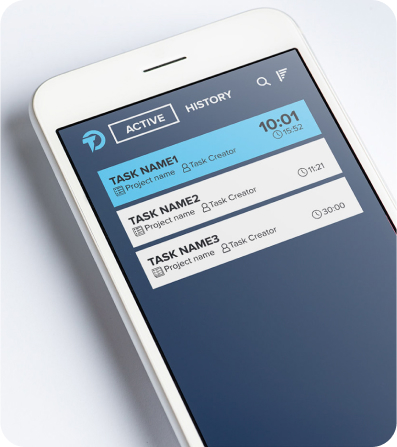 ACTIVE HISTORY
TASK NAME1 10:01
Project name Task Creator 15:52
TASK NAME2
Project name Task Creator 11:21
TASK NAME3
Project name Task Creator 30:00